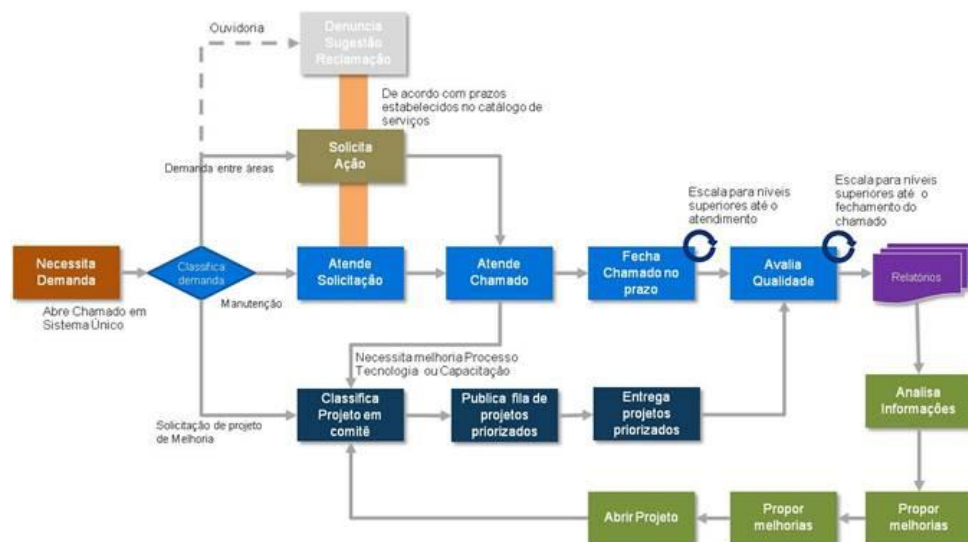 Ouvidoria
Denuncia
Sugestão
Reclamação
De acordo com prazos
estabelecidos no catálogo de
serviços
Demanda entre áreas
Solicita
Ação
Escala para níveis
superiores até o
atendimento
Escala para níveis
superiores até o
fechamento do
chamado
Necessita
Demanda
Classifica
demanda
Atende
Solicitação
Atende
Chamado
Fecha
Chamado no
prazo
Avalia
Qualidade
Relatórios
Manutenção
Abre Chamado em
Sistema Único
Necessita melhoria Processo
Tecnologia ou Capacitação
Classifica
Projeto em
comitê
Publica fila de
projetos
priorizados
Entrega
projetos
priorizados
Analisa
Informações
Solicitação de projeto
de Melhoria
Abrir Projeto
Propor
melhorias
Propor
melhorias